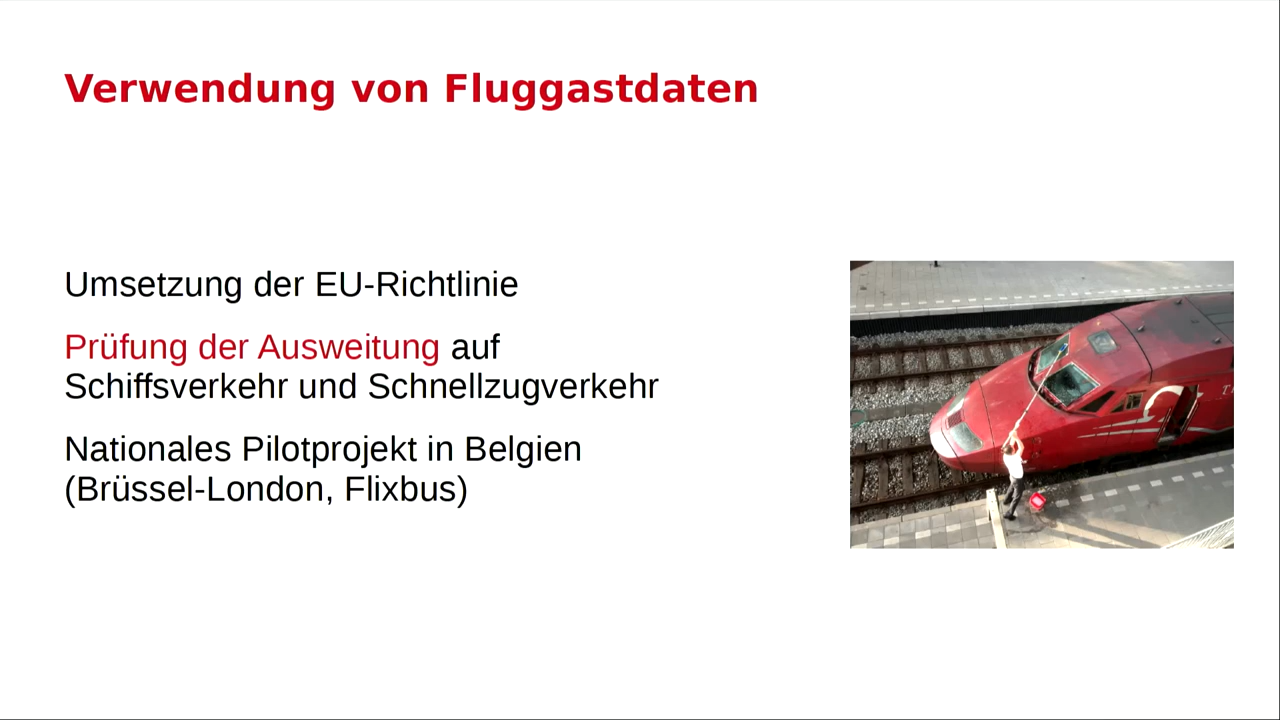 Verwendung von Fluggastdaten
Umsetzung der EU-Richtlinie
Prüfung der Ausweitung auf
Schiffsverkehr und Schnellzugverkehr
Nationales Pilotprojekt in Belgien
(Brüssel-London, Flixbus)